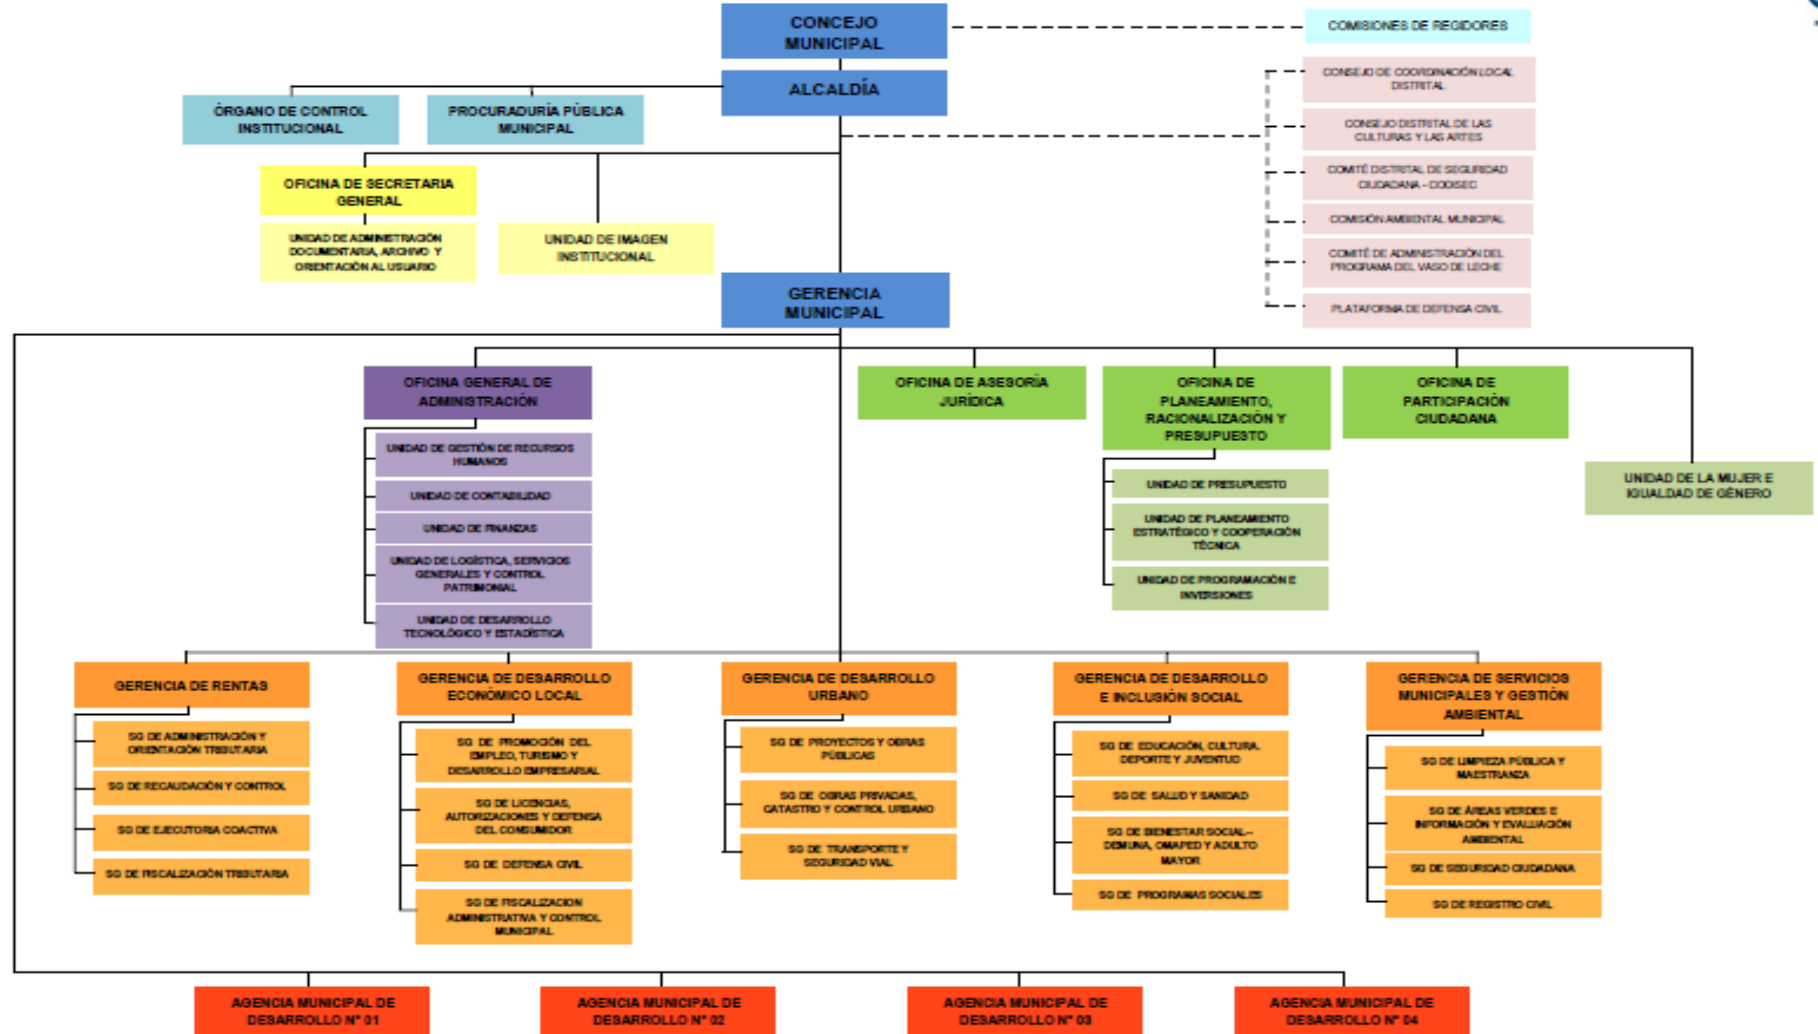 CONCEJO
MUNICIPAL
COMISIONES DE REGIDORES
ALCALDÍA
CONSEJO DE COORDINACIÓN LOCAL
DISTRITAL
ÓRGANO DE CONTROL
INSTITUCIONAL
PROCURADURÍA PÚBLICA
MUNICIPAL
CONSEJO DISTRITAL DE LAS
CULTURAS Y LAS ARTES
COMITÉ DISTRITAL DE SEGURIDAD
CIUDADANA - CODISEC
COMISIÓN AMBIENTAL MUNICIPAL
COMITÉ DE ADMINISTRACIÓN DEL
PROGRAMA DEL VASO DE LECHE
PLATAFORMA DE DEFENSA CIVIL
OFICINA DE SECRETARIA
GENERAL
UNIDAD DE ADMINISTRACIÓN
DOCUMENTARIA, ARCHIVO Y
ORIENTACIÓN AL USUARIO
UNIDAD DE IMAGEN
INSTITUCIONAL
GERENCIA
MUNICIPAL
OFICINA GENERAL DE
ADMINISTRACIÓN
UNIDAD DE GESTIÓN DE RECURSOS
HUMANOS
UNIDAD DE CONTABILIDAD
UNIDAD DE FINANZAS
UNIDAD DE LOGÍSTICA, SERVICIOS
GENERALES Y CONTROL
PATRIMONIAL
UNIDAD DE DESARROLLO
TECNOLÓGICO Y ESTADÍSTICA
OFICINA DE ASESORÍA
JURÍDICA
OFICINA DE
PLANEAMIENTO,
RACIONALIZACIÓN Y
PRESUPUESTO
UNIDAD DE PRESUPUESTO
UNIDAD DE PLANEAMIENTO
ESTRATÉGICO Y COOPERACIÓN
TÉCNICA
UNIDAD DE PROGRAMACIÓN E
INVERSIONES
OFICINA DE
PARTICIPACIÓN
CIUDADANA
UNIDAD DE LA MUJER E
IGUALDAD DE GÉNERO
GERENCIA DE RENTAS
SG DE ADMINISTRACIÓN Y
ORIENTACIÓN TRIBUTARIA
SG DE RECAUDACIÓN Y CONTROL
SG DE EJECUTORIA COACTIVA
SG DE FISCALIZACIÓN TRIBUTARIA
GERENCIA DE DESARROLLO
ECONÓMICO LOCAL
SG DE PROMOCIÓN DEL
EMPLEO, TURISMO Y
DESARROLLO EMPRESARIAL
SG DE LICENCIAS,
AUTORIZACIONES Y DEFENSA
DEL CONSUMIDOR
SG DE DEFENSA CIVIL
SG DE FISCALIZACION
ADMINISTRATIVA Y CONTROL
MUNICIPAL
GERENCIA DE DESARROLLO
URBANO
SG DE PROYECTOS Y OBRAS
PÚBLICAS
SG DE OBRAS PRIVADAS,
CATASTRO Y CONTROL URBANO
SG DE TRANSPORTE Y
SEGURIDAD VIAL
GERENCIA DE DESARROLLO
E INCLUSIÓN SOCIAL
SG DE EDUCACIÓN, CULTURA.
DEPORTE Y JUVENTUD
SG DE SALUD Y SANIDAD
SG DE BIENESTAR SOCIAL–
DEMUNA, OMAPED Y ADULTO
MAYOR
SG DE PROGRAMAS SOCIALES
GERENCIA DE SERVICIOS
MUNICIPALES Y GESTIÓN
AMBIENTAL
SG DE LIMPIEZA PÚBLICA Y
MAESTRANZA
SG DE ÁREAS VERDES E
INFORMACIÓN Y EVALUACIÓN
AMBIENTAL
SG DE SEGURIDAD CIUDADANA
SG DE REGISTRO CIVIL
AGENCIA MUNICIPAL DE
DESARROLLO N° 01
AGENCIA MUNICIPAL DE
DESARROLLO N° 02
AGENCIA MUNICIPAL DE
DESARROLLO N° 03
AGENCIA MUNICIPAL DE
DESARROLLO N° 04